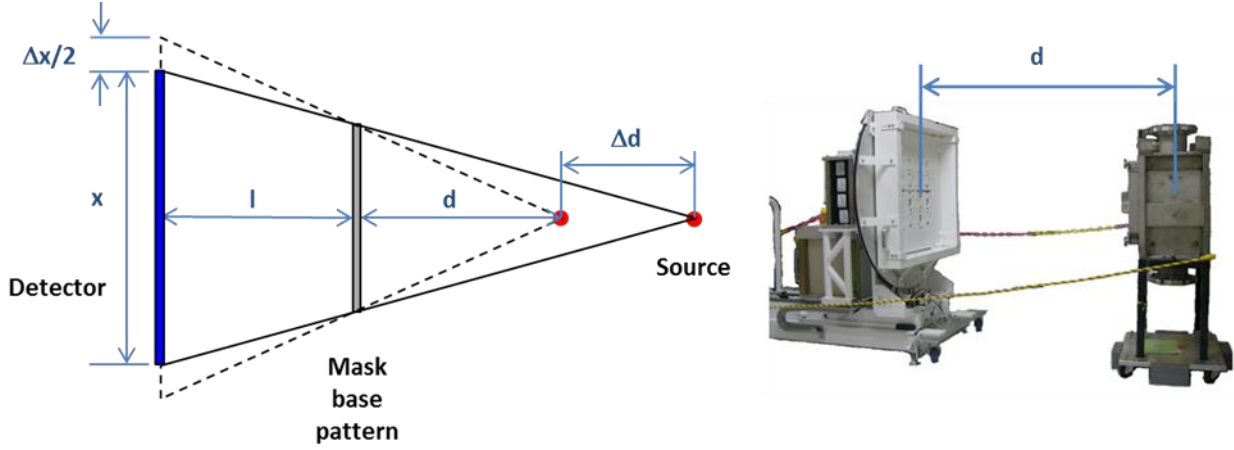 Δx/2
x
l
d
Δd
Detector
Source
Mask
base
pattern
d